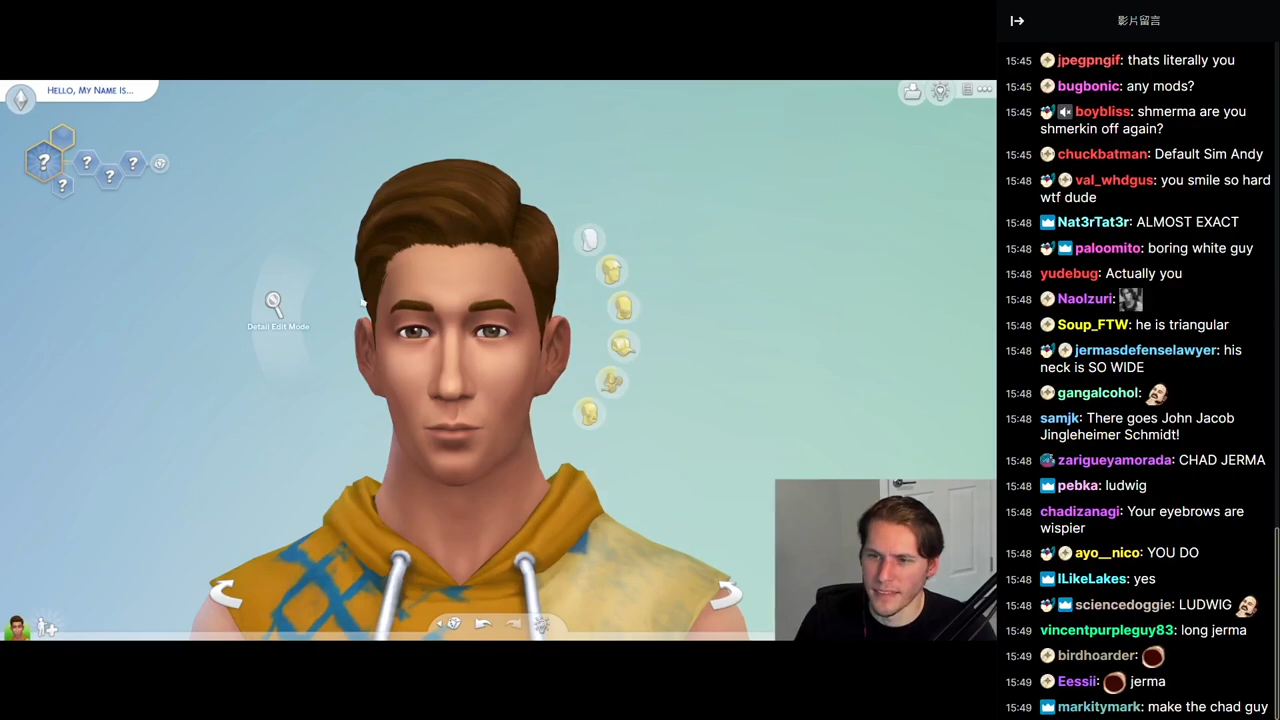 HELLO, MY NAME IS...
Detail Edit Mode
影片留言
15:45 jpegpngif: thats literally you
15:45 bugbonic: any mods?
15:45 boybliss: shmerma are you
shmerkin off again?
15:45 chuckbatman: Default Sim Andy
15:48 val_whdgus: you smile so hard
wtf dude
15:48 Nat3rTat3r: ALMOST EXACT
15:48 paloomito: boring white guy
15:48 yudebug: Actually you
15:48 Naolzuri:
15:48 Soup_FTW: he is triangular
15:48 jermasdefenselawyer: his
neck is SO WIDE
15:48 gangalcohol:
15:48 samjk: There goes John Jacob
Jingleheimer Schmidt!
15:48 zarigueyamorada: CHAD JERMA
15:48 pebka: ludwig
15:48 chadizanagi: Your eyebrows are
wispier
15:48 ayo__nico: YOU DO
15:48 lLikeLakes: yes
15:48 sciencedoggie: LUDWIG
15:49 vincentpurpleguy83: long jerma
15:49 birdhoarder:
15:49 Eessii: jerma
15:49 markitymark: make the chad guy